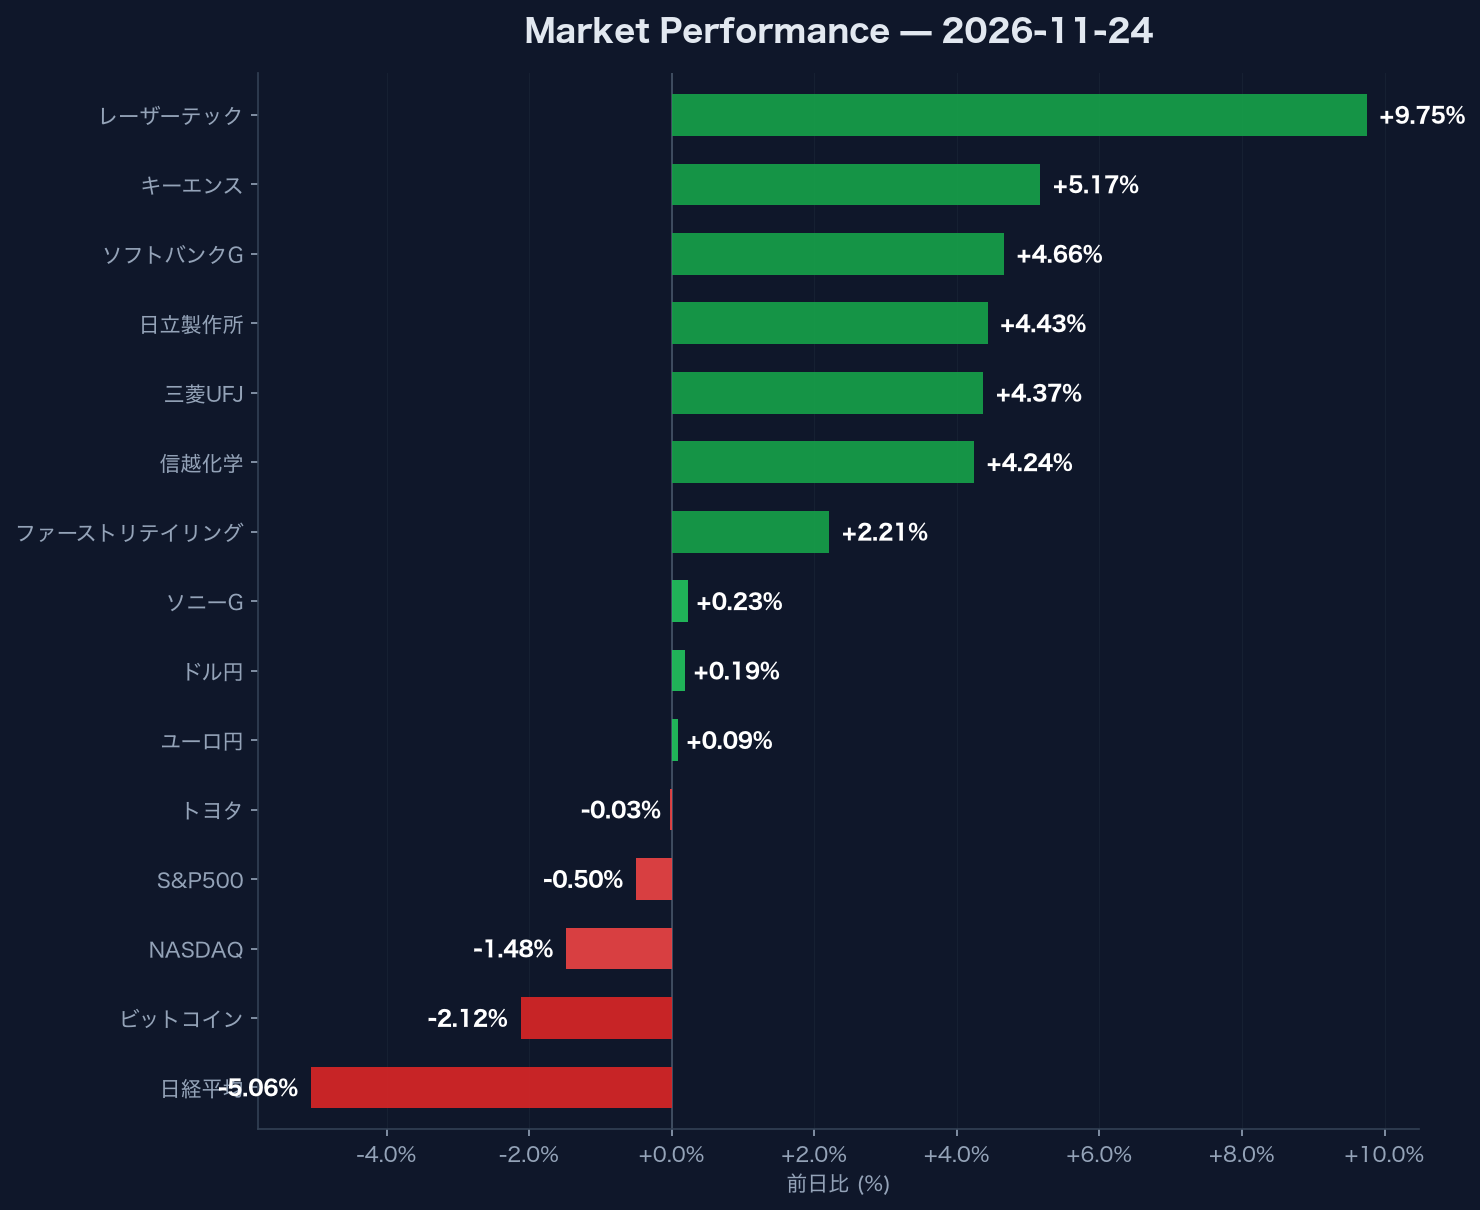 Market Performance — 2026-11-24
レーザーテック +9.75%
キーエンス +5.17%
ソフトバンクG +4.66%
日立製作所 +4.43%
三菱UFJ +4.37%
信越化学 +4.24%
ファーストリテイリング +2.21%
ソニーG +0.23%
ドル円 +0.19%
ユーロ円 +0.09%
トヨタ -0.03%
S&P500 -0.50%
NASDAQ -1.48%
ビットコイン -2.12%
日経平均 -5.06%
-4.0% -2.0% +0.0% +2.0% +4.0% +6.0% +8.0% +10.0%
前日比 (%)